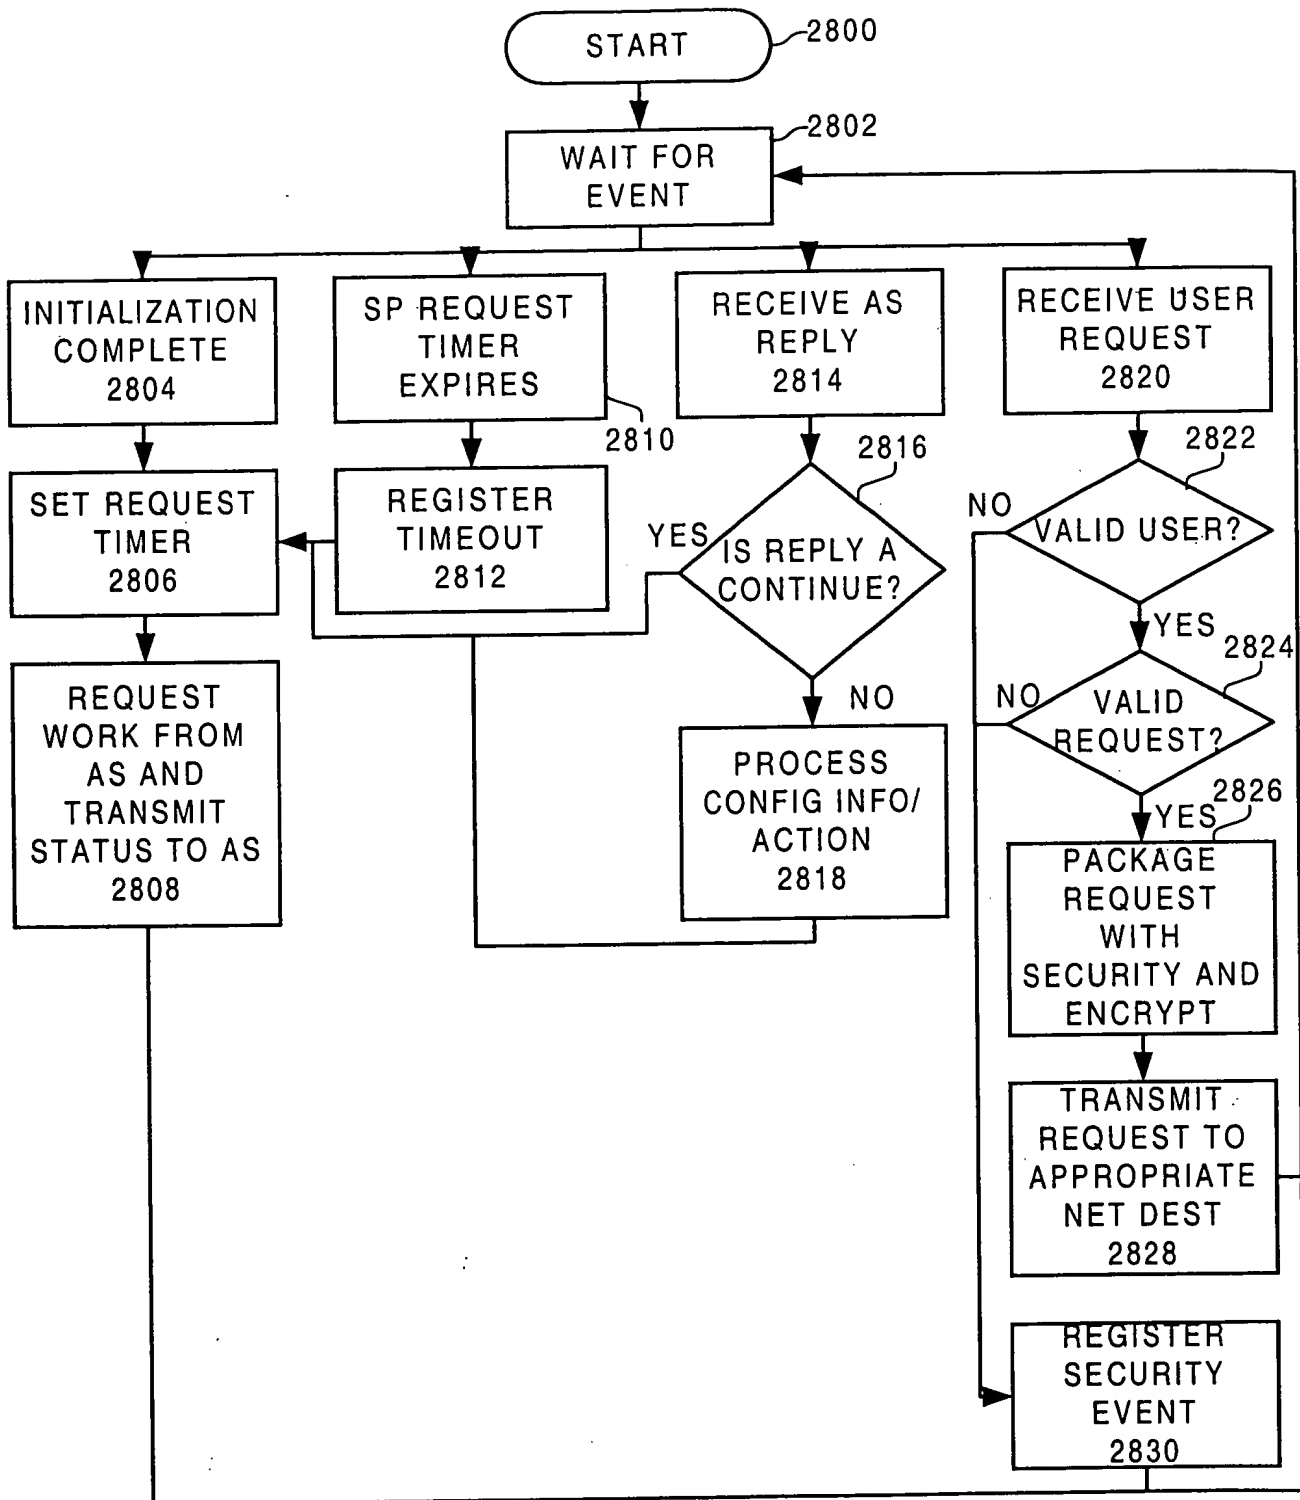 START
2800
WAIT FOR
EVENT
2802
INITIALIZATION
COMPLETE
2804
SP REQUEST
TIMER
EXPIRES
2810
RECEIVE AS
REPLY
2814
RECEIVE USER
REQUEST
2820
SET REQUEST
TIMER
2806
REGISTER
TIMEOUT
2812
2816
YES
IS REPLY A
CONTINUE?
NO
2822
NO
VALID USER?
YES
2824
NO
VALID
REQUEST?
YES
2826
REQUEST
WORK FROM
AS AND
TRANSMIT
STATUS TO AS
2808
PROCESS
CONFIG INFO/
ACTION
2818
PACKAGE
REQUEST
WITH
SECURITY AND
ENCRYPT
TRANSMIT
REQUEST TO
APPROPRIATE
NET DEST
2828
REGISTER
SECURITY
EVENT
2830